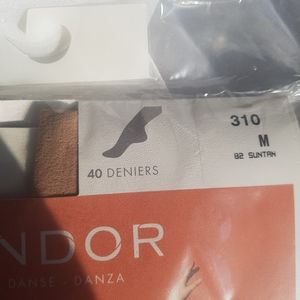 310
M
82 SUNTAN
40 DENIERS
NDOR
DANSE - DANZA